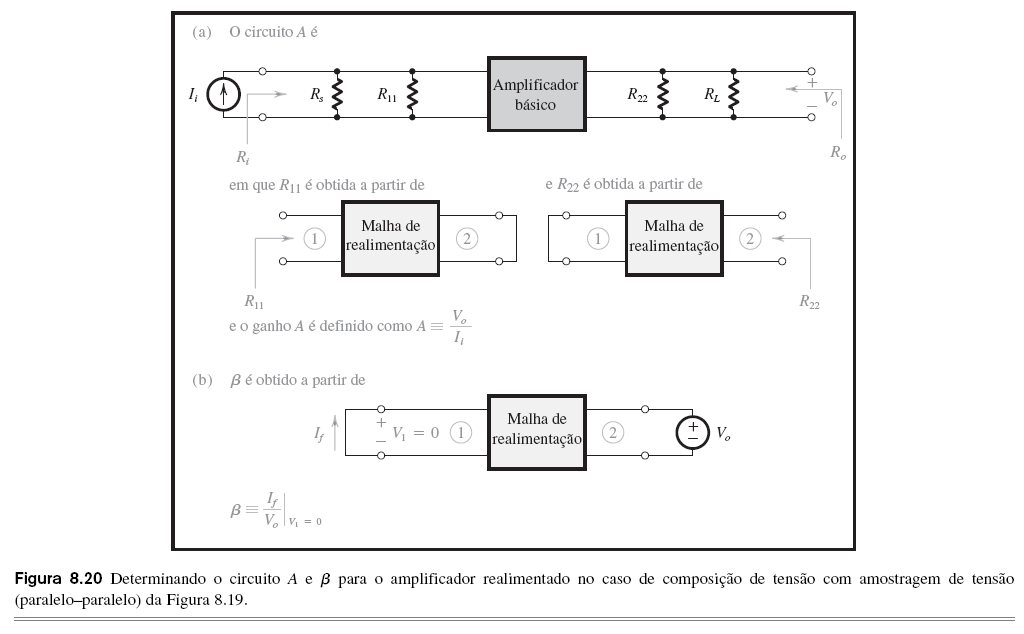 (a) O circuito A é
I_i
R_s
R_11
Amplificador
básico
R_22
R_L
+
V_o
−
R_i
R_o
em que R_11 é obtida a partir de
e R_22 é obtida a partir de
1
Malha de
realimentação
2
1
Malha de
realimentação
2
R_11
R_22
e o ganho A é definido como A ≡ V_o / I_i
(b) β é obtido a partir de
I_f
+
− V_1 = 0
1
Malha de
realimentação
2
+
−
V_o
β ≡ I_f / V_o | V_1 = 0
Figura 8.20 Determinando o circuito A e β para o amplificador realimentado no caso de composição de tensão com amostragem de tensão
(paralelo–paralelo) da Figura 8.19.